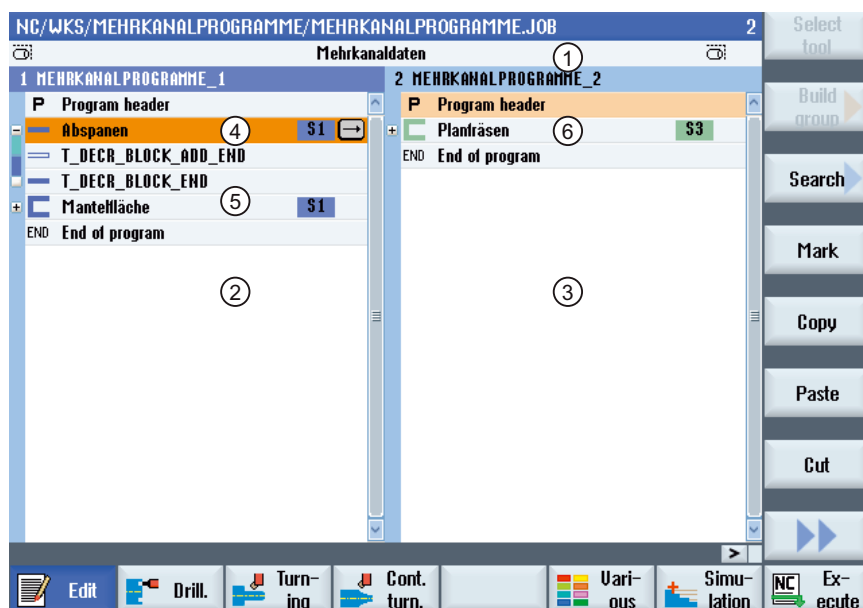 NC/WKS/MEHRKANALPROGRAMME/MEHRKANALPROGRAMME.JOB 2
Mehrkanaldaten 1
1 MEHRKANALPROGRAMME_1
2 MEHRKANALPROGRAMME_2
P Program header
Abspanen 4 S1
T_DECR_BLOCK_ADD_END
T_DECR_BLOCK_END
Mantelfläche 5 S1
END End of program
2
P Program header
Planfräsen 6 S3
END End of program
3
Select
tool
Build
group
Search
Mark
Copy
Paste
Cut
Edit
Drill.
Turn-
ing
Cont.
turn.
Vari-
ous
Simu-
lation
NC Ex-
ecute